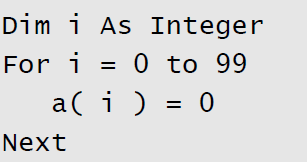 Dim i As Integer
For i = 0 to 99
   a( i ) = 0
Next